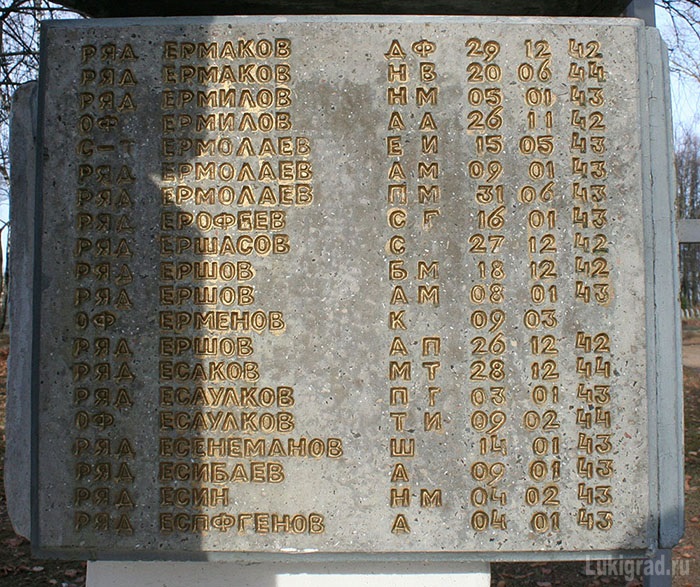 РЯД ЕРМАКОВ Д Ф 29 12 42
РЯД ЕРМАКОВ Н В 20 06 44
РЯД ЕРМИЛОВ Н М 05 01 43
ОФ ЕРМИЛОВ А А 26 11 42
С-Т ЕРМОЛАЕВ Е И 15 05 43
РЯД ЕРМОЛАЕВ А М 09 01 43
РЯД ЕРМОЛАЕВ П М 31 06 43
РЯД ЕРОФЕЕВ С Г 16 01 43
РЯД ЕРШАСОВ С 27 12 42
РЯД ЕРШОВ Б М 18 12 42
РЯД ЕРШОВ А М 08 01 43
ОФ ЕРМЕНОВ К 09 03
РЯД ЕРШОВ А П 26 12 42
РЯД ЕСАКОВ М Т 28 12 44
РЯД ЕСАУЛКОВ П Г 03 01 43
ОФ ЕСАУЛКОВ Т И 09 02 44
РЯД ЕСЕНЕМАНОВ Ш 14 01 43
РЯД ЕСИБАЕВ А 09 01 43
РЯД ЕСИН Н М 04 02 43
РЯД ЕСПФГЕНОВ А 04 01 43
Lukigrad.ru